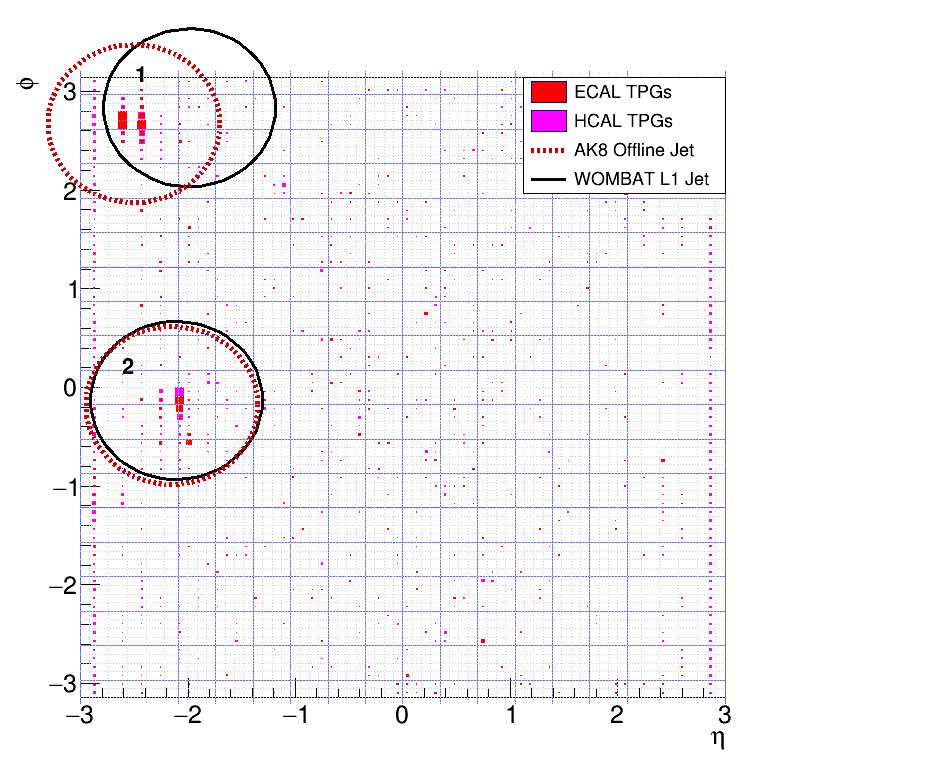 ϕ
1
3
2
1
0
−1
−2
−3
2
ECAL TPGs
HCAL TPGs
AK8 Offline Jet
WOMBAT L1 Jet
−3 −2 −1 0 1 2 3
η